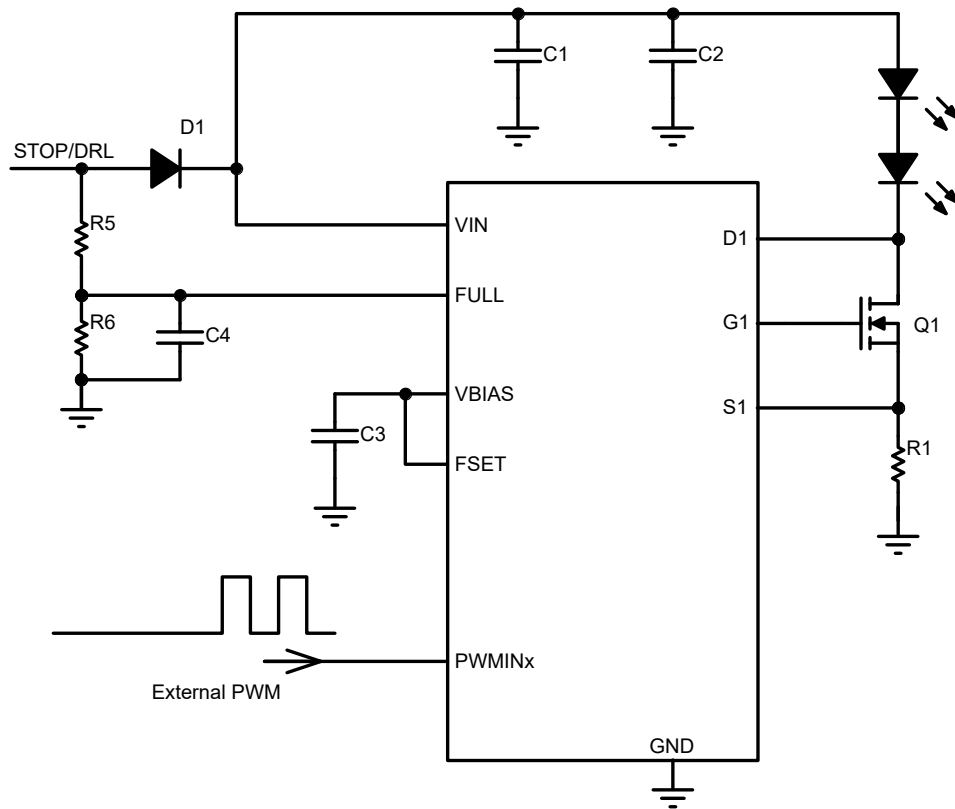 C1
C2
D1
STOP/DRL
R5
VIN
D1
FULL
R6
C4
G1
Q1
VBIAS
S1
C3
R1
FSET
PWMINx
External PWM
GND